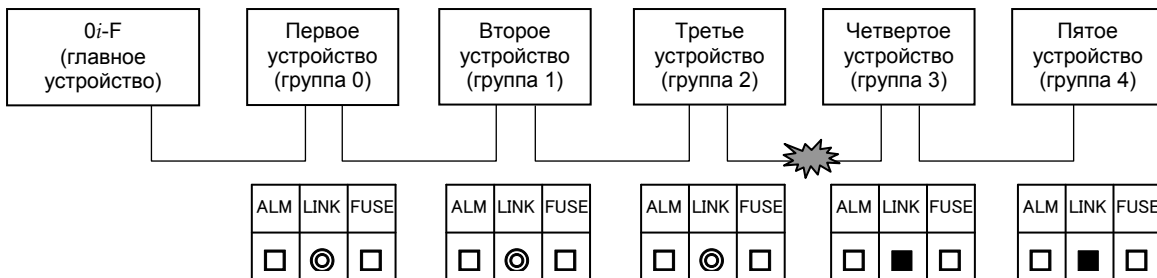 0i-F
(главное
устройство)
Первое
устройство
(группа 0)
Второе
устройство
(группа 1)
Третье
устройство
(группа 2)
Четвертое
устройство
(группа 3)
Пятое
устройство
(группа 4)
ALM LINK FUSE
ALM LINK FUSE
ALM LINK FUSE
ALM LINK FUSE
ALM LINK FUSE